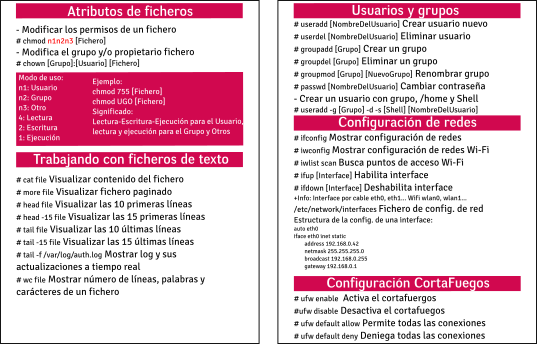 Atributos de ficheros
- Modificar los permisos de un fichero
# chmod n1n2n3 [Fichero]
- Modifica el grupo y/o propietario fichero
# chown [Grupo]:[Usuario] [Fichero]
Modo de uso:
n1: Usuario
n2: Grupo
n3: Otro
4: Lectura
2: Escritura
1: Ejecución
Ejemplo:
chmod 755 [Fichero]
chmod UGO [Fichero]
Significado:
Lectura-Escritura-Ejecución para el Usuario,
lectura y ejecución para el Grupo y Otros
Trabajando con ficheros de texto
# cat file Visualizar contenido del fichero
# more file Visualizar fichero paginado
# head file Visualizar las 10 primeras líneas
# head -15 file Visualizar las 15 primeras líneas
# tail file Visualizar las 10 últimas líneas
# tail -15 file Visualizar las 15 últimas líneas
# tail -f /var/log/auth.log Mostrar log y sus
actualizaciones a tiempo real
# wc file Mostrar número de líneas, palabras y
carácteres de un fichero
Usuarios y grupos
# useradd [NombreDelUsuario] Crear usuario nuevo
# userdel [NombreDelUsuario] Eliminar usuario
# groupadd [Grupo] Crear un grupo
# groupdel [Grupo] Eliminar un grupo
# groupmod [Grupo] [NuevoGrupo] Renombrar grupo
# passwd [NombreDelUsuario] Cambiar contraseña
- Crear un usuario con grupo, /home y Shell
# useradd -g [Grupo] -d -s [Shell] [NombreDelUsuario]
Configuración de redes
# ifconfig Mostrar configuración de redes
# iwconfig Mostrar configuración de redes Wi-Fi
# iwlist scan Busca puntos de acceso Wi-Fi
# ifup [Interface] Habilita interface
# ifdown [Interface] Deshabilita interface
+Info: Interface por cable eth0, eth1... Wifi wlan0, wlan1...
/etc/network/interfaces Fichero de config. de red
Estructura de la config. de una interface:
auto eth0
iface eth0 inet static
address 192.168.0.42
netmask 255.255.255.0
broadcast 192.168.0.255
gateway 192.168.0.1
Configuración CortaFuegos
# ufw enable Activa el cortafuergos
#ufw disable Desactiva el cortafuegos
# ufw default allow Permite todas las conexiones
# ufw default deny Deniega todas las conexiones